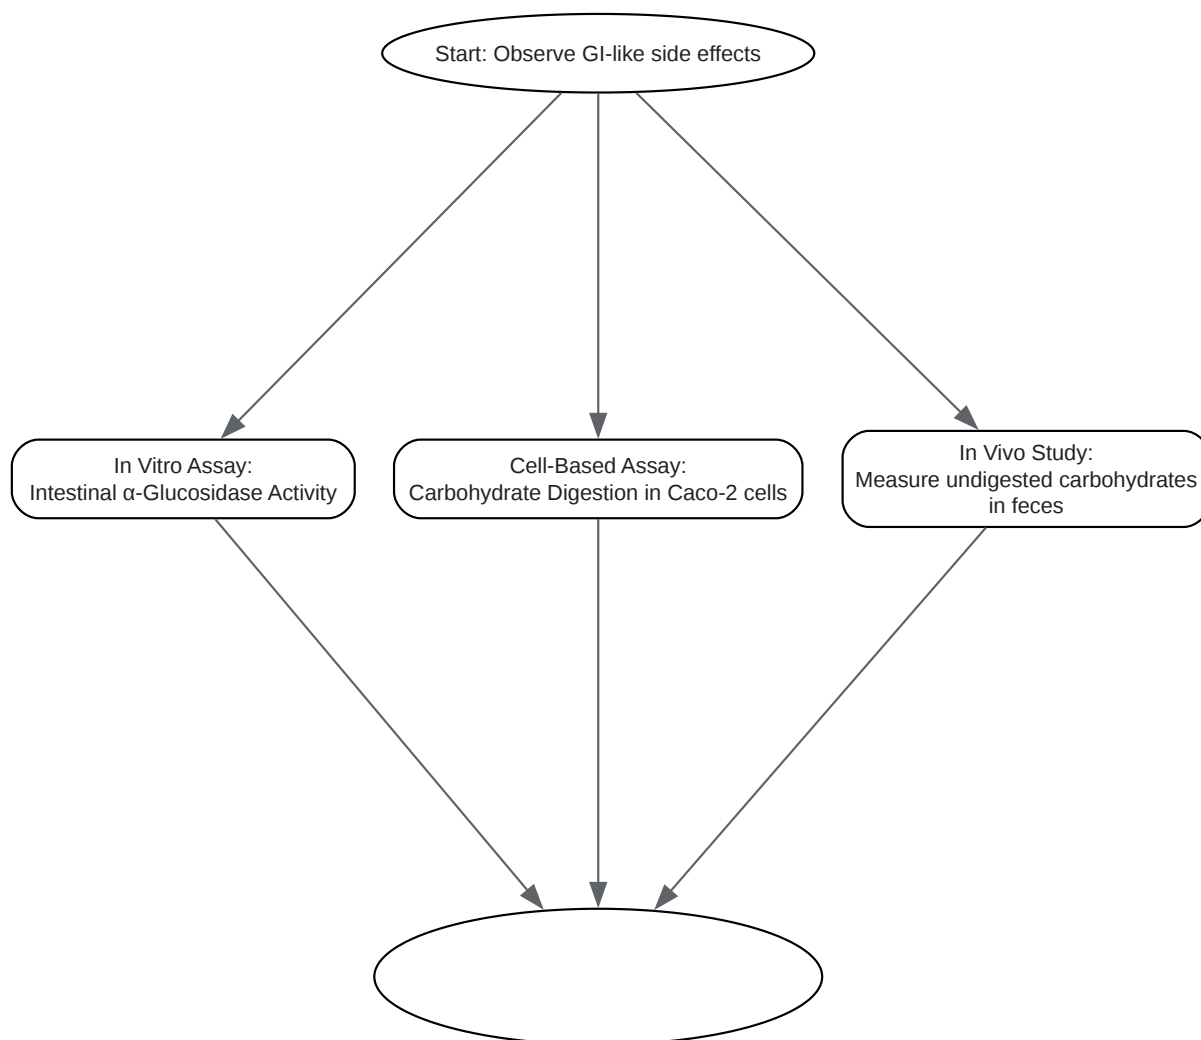 Start: Observe GI-like side effects
In Vitro Assay:
Intestinal α-Glucosidase Activity
Cell-Based Assay:
Carbohydrate Digestion in Caco-2 cells
In Vivo Study:
Measure undigested carbohydrates
in feces